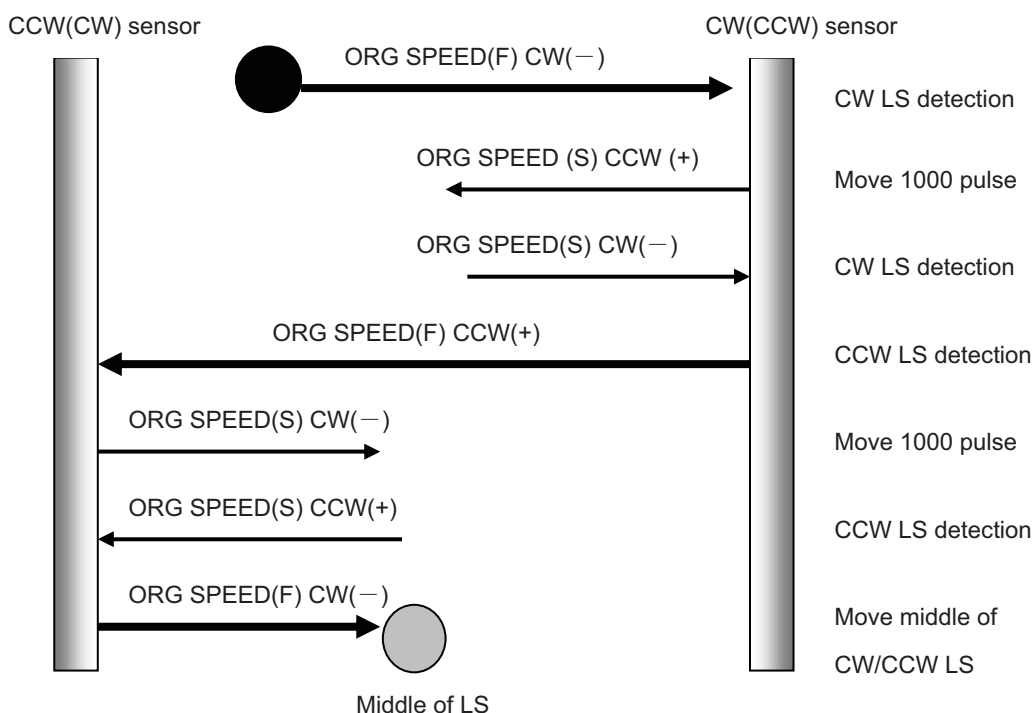 CCW(CW) sensor
CW(CCW) sensor
ORG SPEED(F) CW(－)
CW LS detection
ORG SPEED (S) CCW (+)
Move 1000 pulse
ORG SPEED(S) CW(－)
CW LS detection
ORG SPEED(F) CCW(+)
CCW LS detection
ORG SPEED(S) CW(－)
Move 1000 pulse
ORG SPEED(S) CCW(+)
CCW LS detection
ORG SPEED(F) CW(－)
Move middle of
CW/CCW LS
Middle of LS